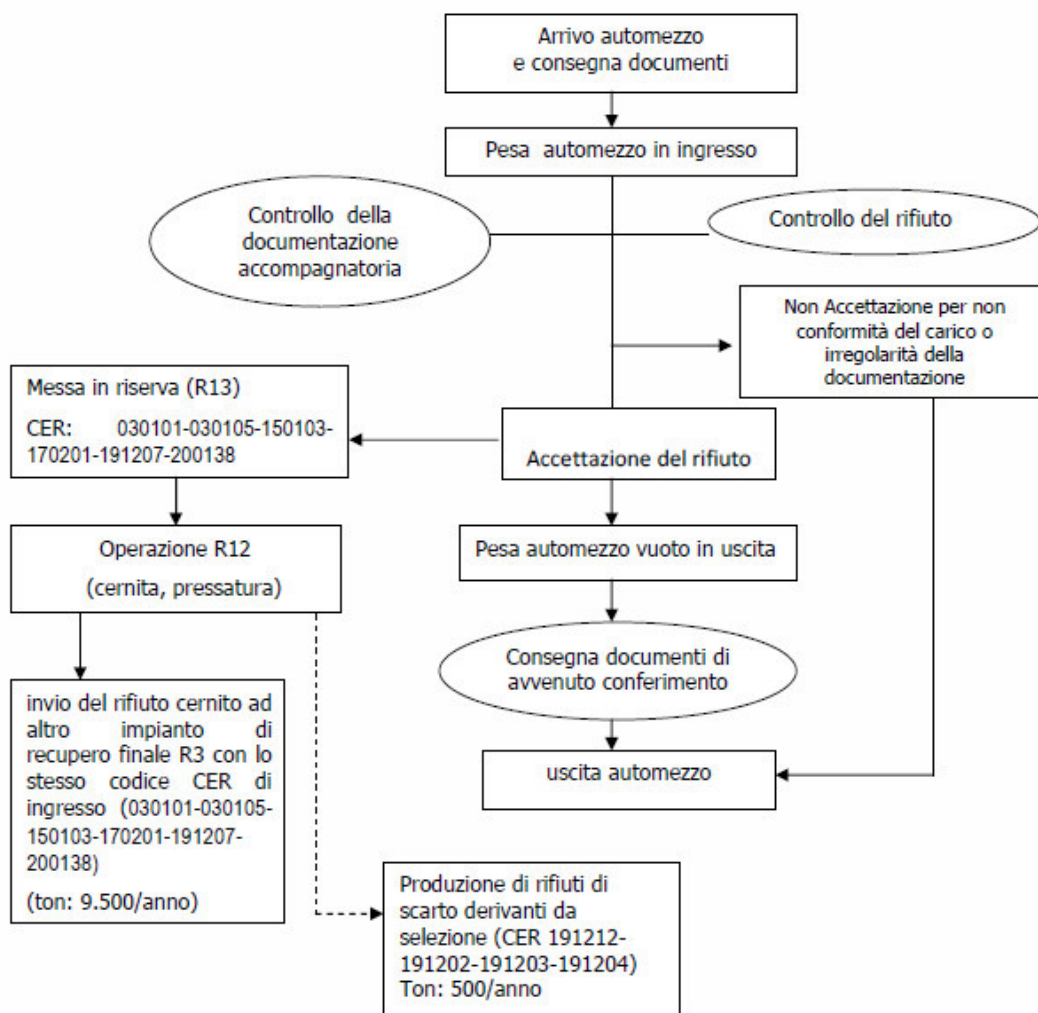 Arrivo automezzo
e consegna documenti
Pesa automezzo in ingresso
Controllo della
documentazione
accompagnatoria
Controllo del rifiuto
Non Accettazione per non
conformità del carico o
irregolarità della
documentazione
Messa in riserva (R13)
CER: 030101-030105-150103-
170201-191207-200138
Accettazione del rifiuto
Operazione R12
(cernita, pressatura)
Pesa automezzo vuoto in uscita
Consegna documenti di
avvenuto conferimento
uscita automezzo
invio del rifiuto cernito ad
altro impianto di
recupero finale R3 con lo
stesso codice CER di
ingresso (030101-030105-
150103-170201-191207-
200138)
(ton: 9.500/anno)
Produzione di rifiuti di
scarto derivanti da
selezione (CER 191212-
191202-191203-191204)
Ton: 500/anno